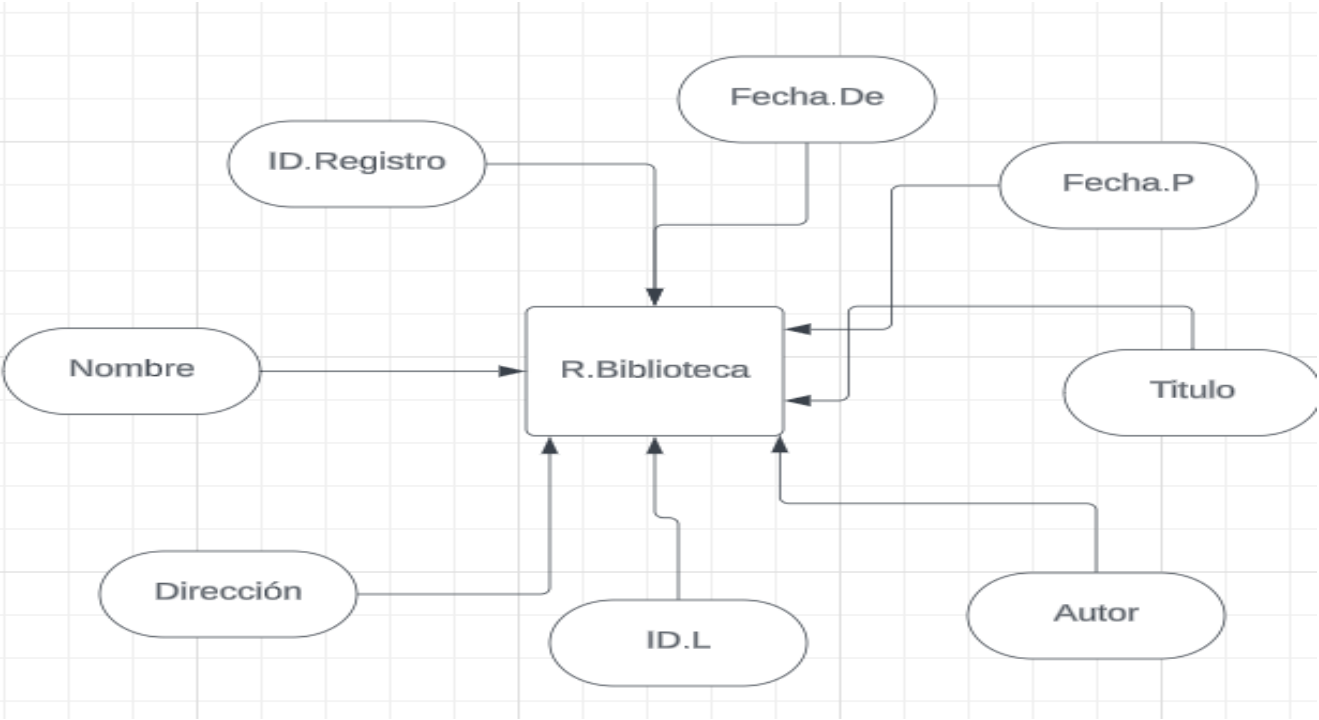 Fecha.De
ID.Registro
Fecha.P
Nombre
R.Biblioteca
Titulo
Dirección
ID.L
Autor